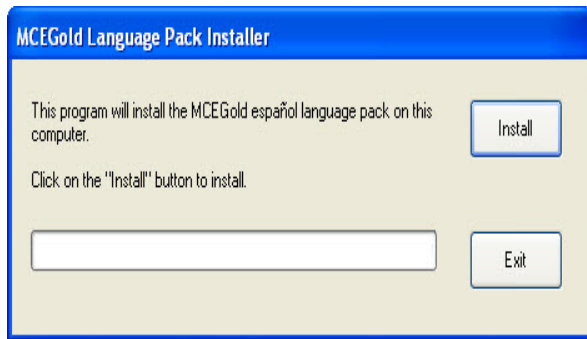 MCEGold Language Pack Installer
This program will install the MCEGold español language pack on this
computer.
Install
Click on the "Install" button to install.
Exit